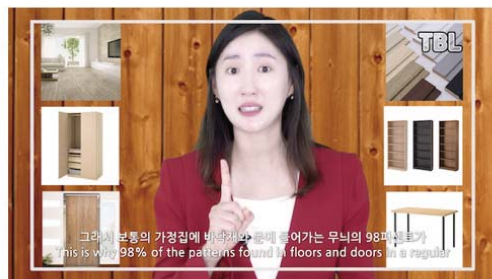 TBL
그래서 보통의 가정집에 바닥재와 문에 들어가는 무늬의 98퍼센트가
This is why 98% of the patterns found in floors and doors in a regular